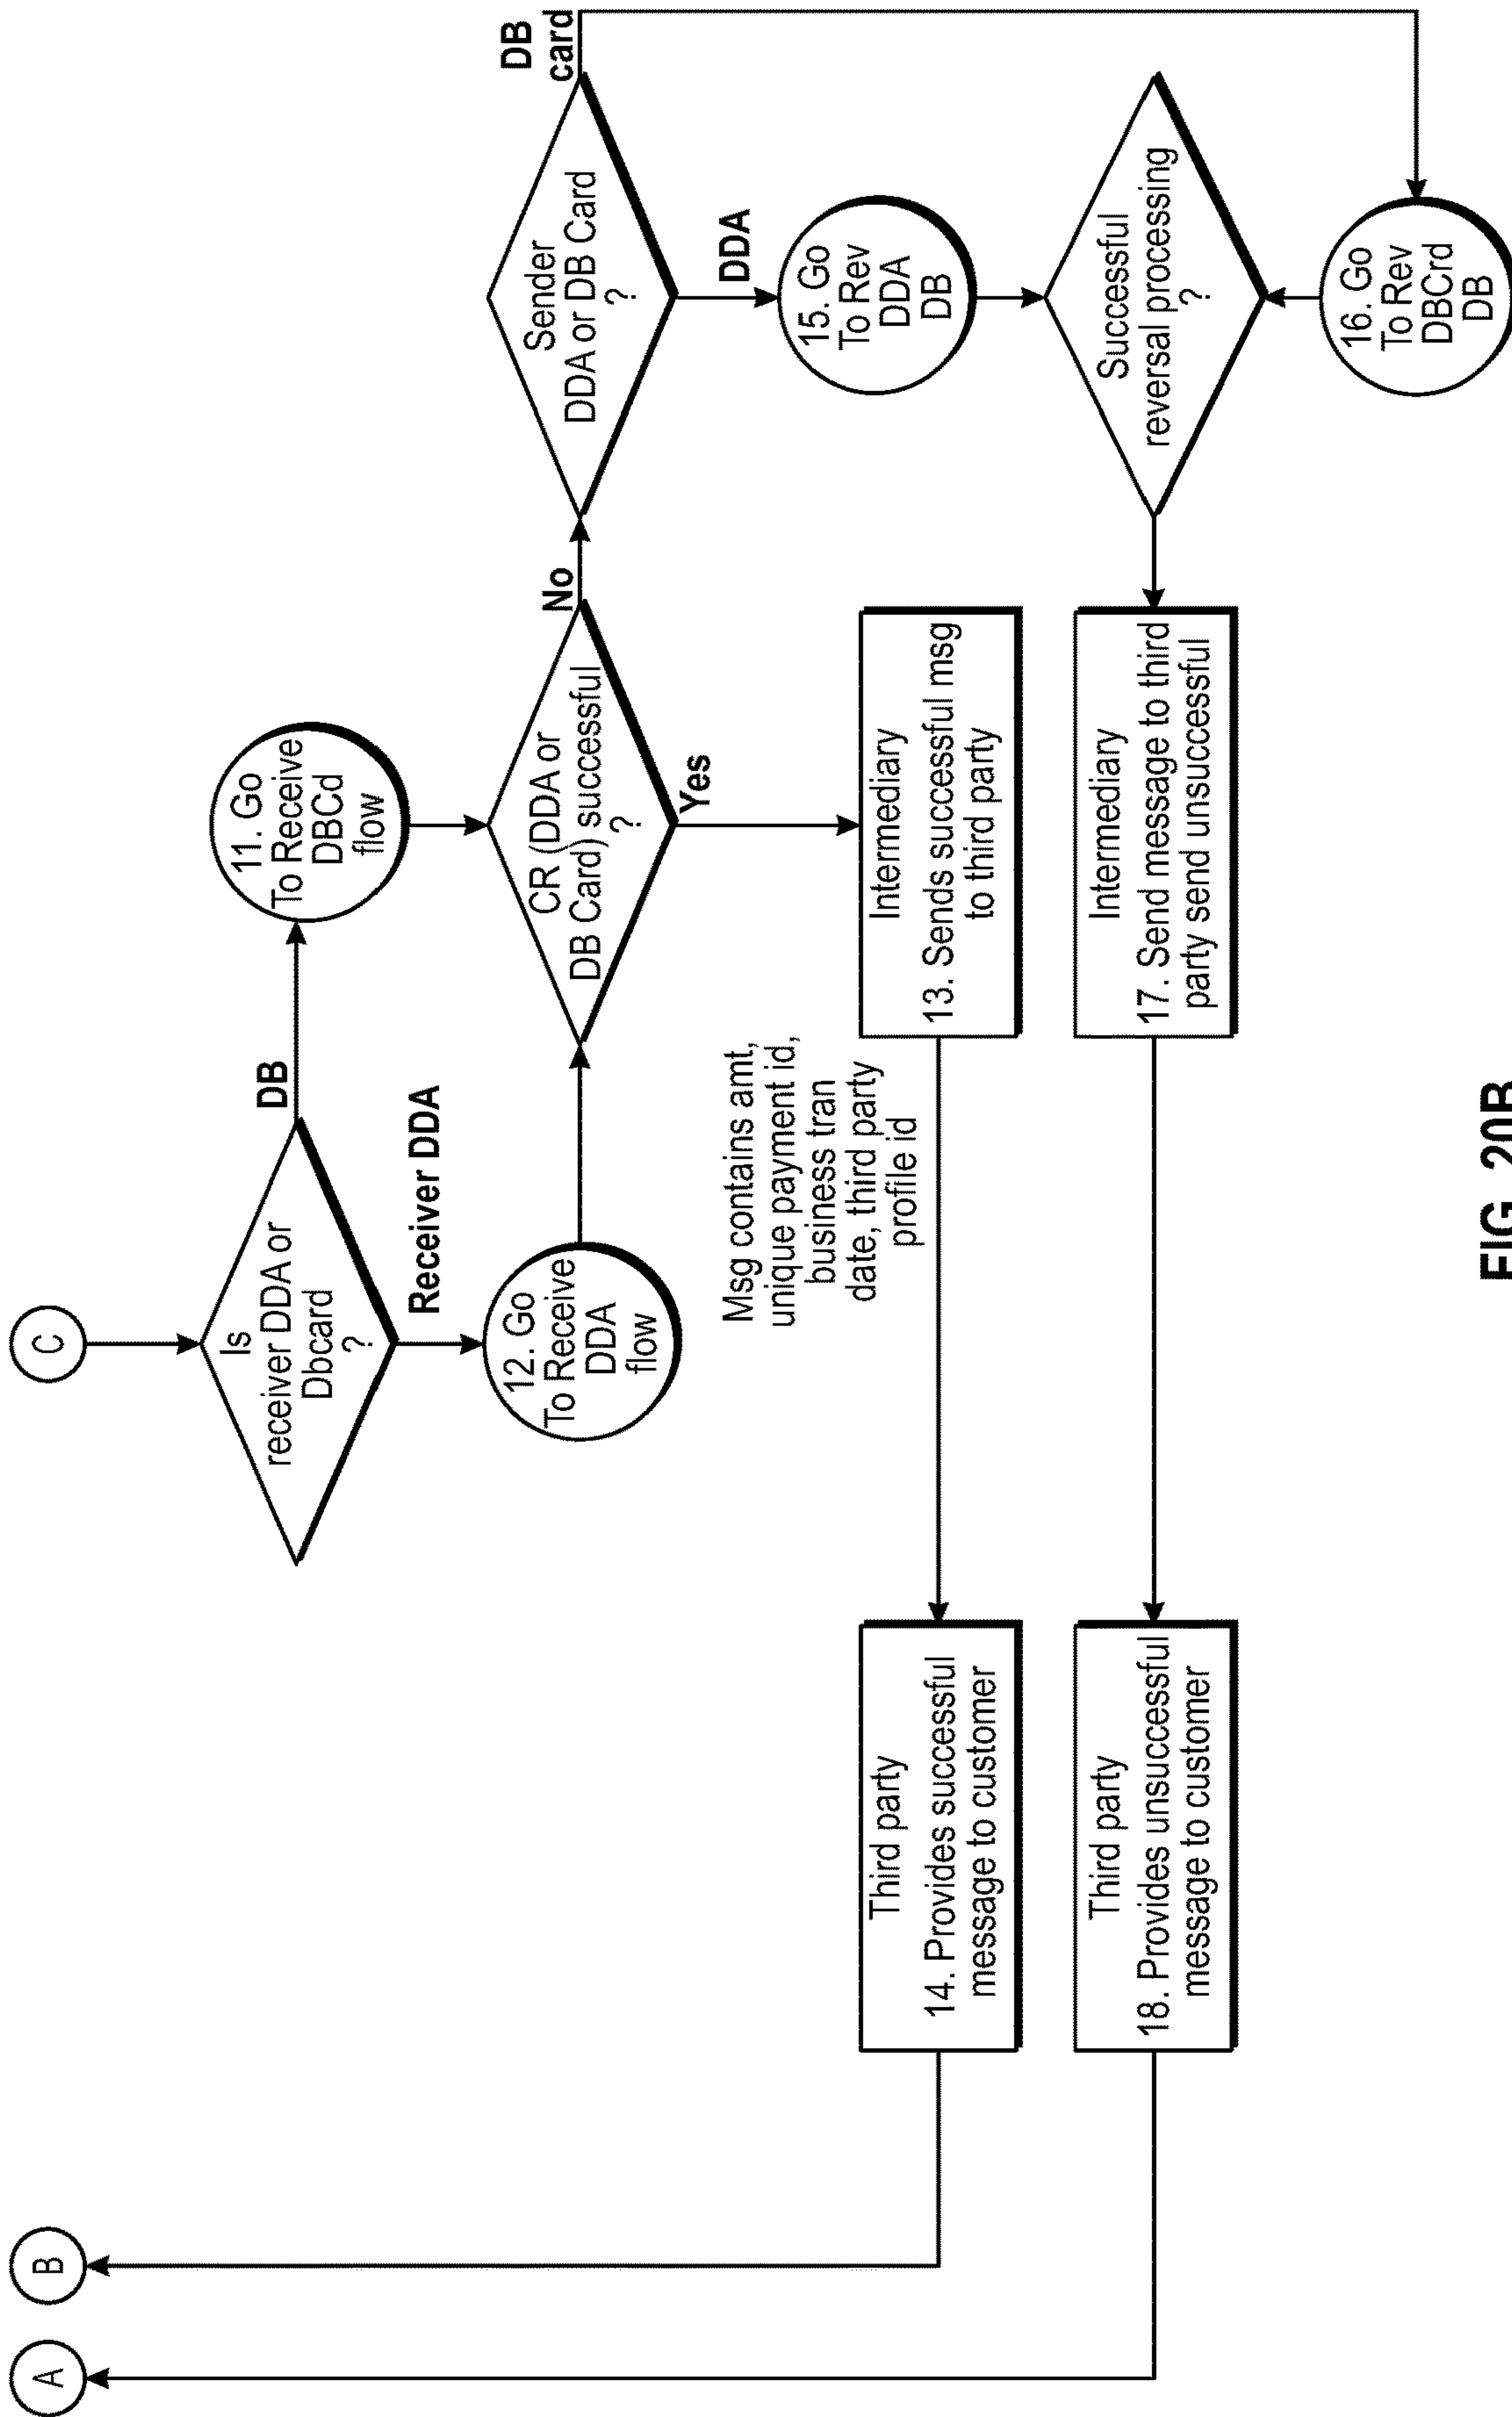 A
B
C
Is
receiver DDA or
Dbcard
?
DB
Receiver DDA
11. Go
To Receive
DBCd
flow
12. Go
To Receive
DDA
flow
CR (DDA or
DB Card) successful
?
No
Yes
Sender
DDA or DB Card
?
DB
card
DDA
Msg contains amt,
unique payment id,
business tran
date, third party
profile id
Third party
14. Provides successful
message to customer
Intermediary
13. Sends successful msg
to third party
15. Go
To Rev
DDA
DB
Third party
18. Provides unsuccessful
message to customer
Intermediary
17. Send message to third
party send unsuccessful
Successful
reversal processing
?
16. Go
To Rev
DBCrd
DB
FIG. 20B